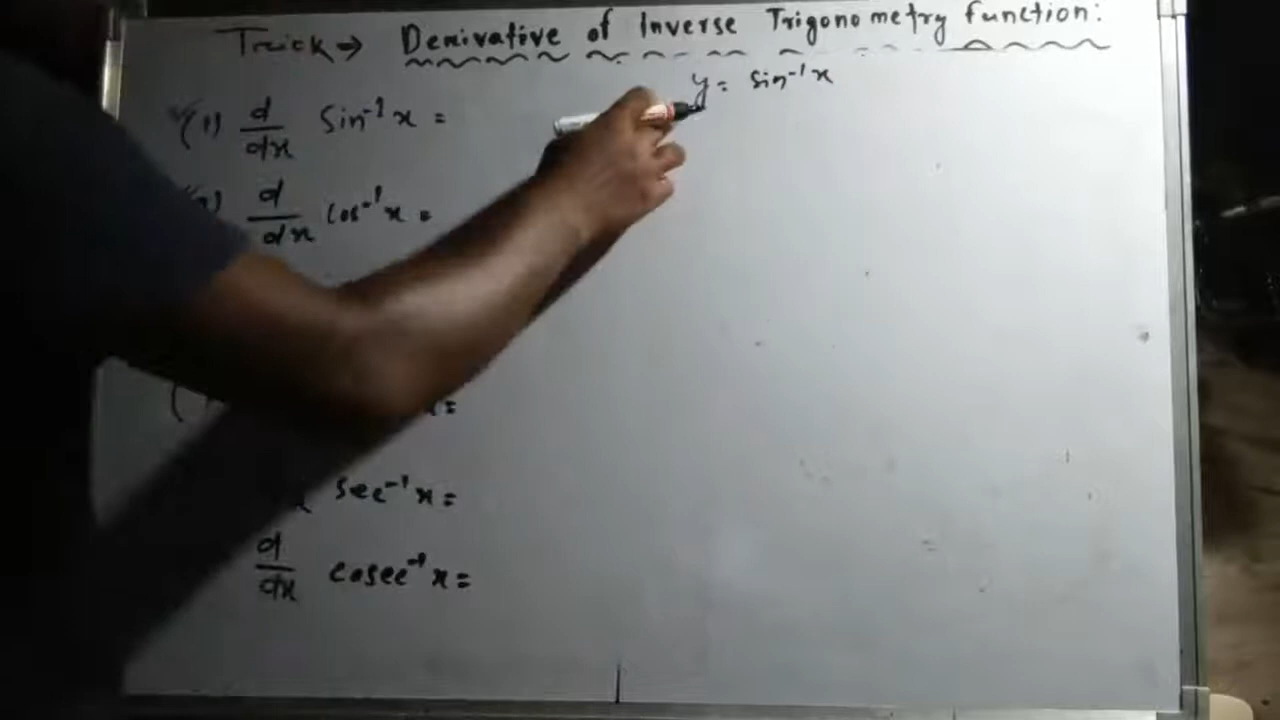 Trick → Derivative of Inverse Trigonometry function:
y = sin⁻¹x
(1) d/dx Sin⁻¹x =
d/dx Cos⁻¹x =
x =
sec⁻¹x =
d/dx cosec⁻¹x =